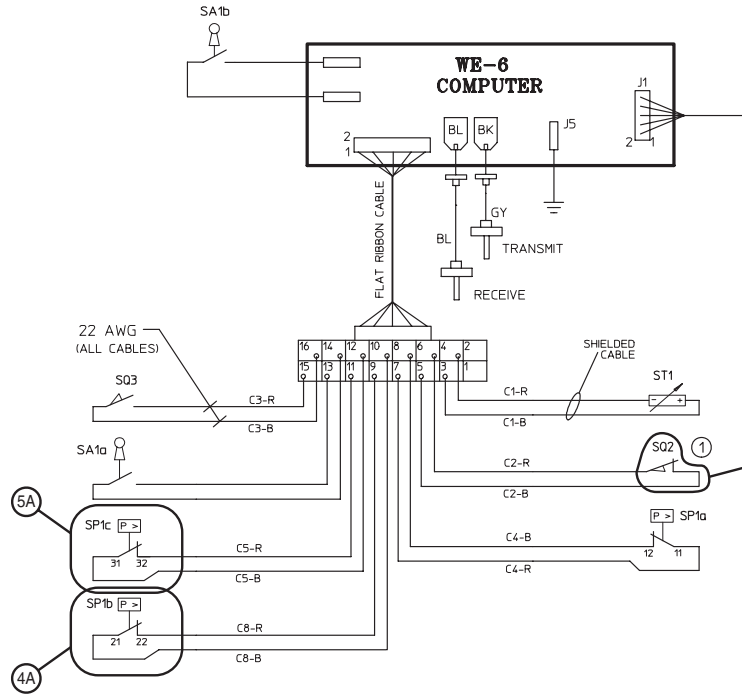 SA1b
WE-6
COMPUTER
J1
2 1
BL BK
J5
2
1
GY
BL
TRANSMIT
RECEIVE
FLAT RIBBON CABLE
22 AWG
(ALL CABLES)
16 14 12 10 8 6 4 2
15 13 11 9 7 5 3 1
SHIELDED
CABLE
SQ3
C3-R
C3-B
ST1
- +
C1-R
C1-B
SA1a
SQ2
1
C2-R
C2-B
5A
SP1c
P >
31 32
C5-R
C5-B
P >
SP1a
12 11
C4-B
C4-R
SP1b
P >
21 22
C8-R
C8-B
4A